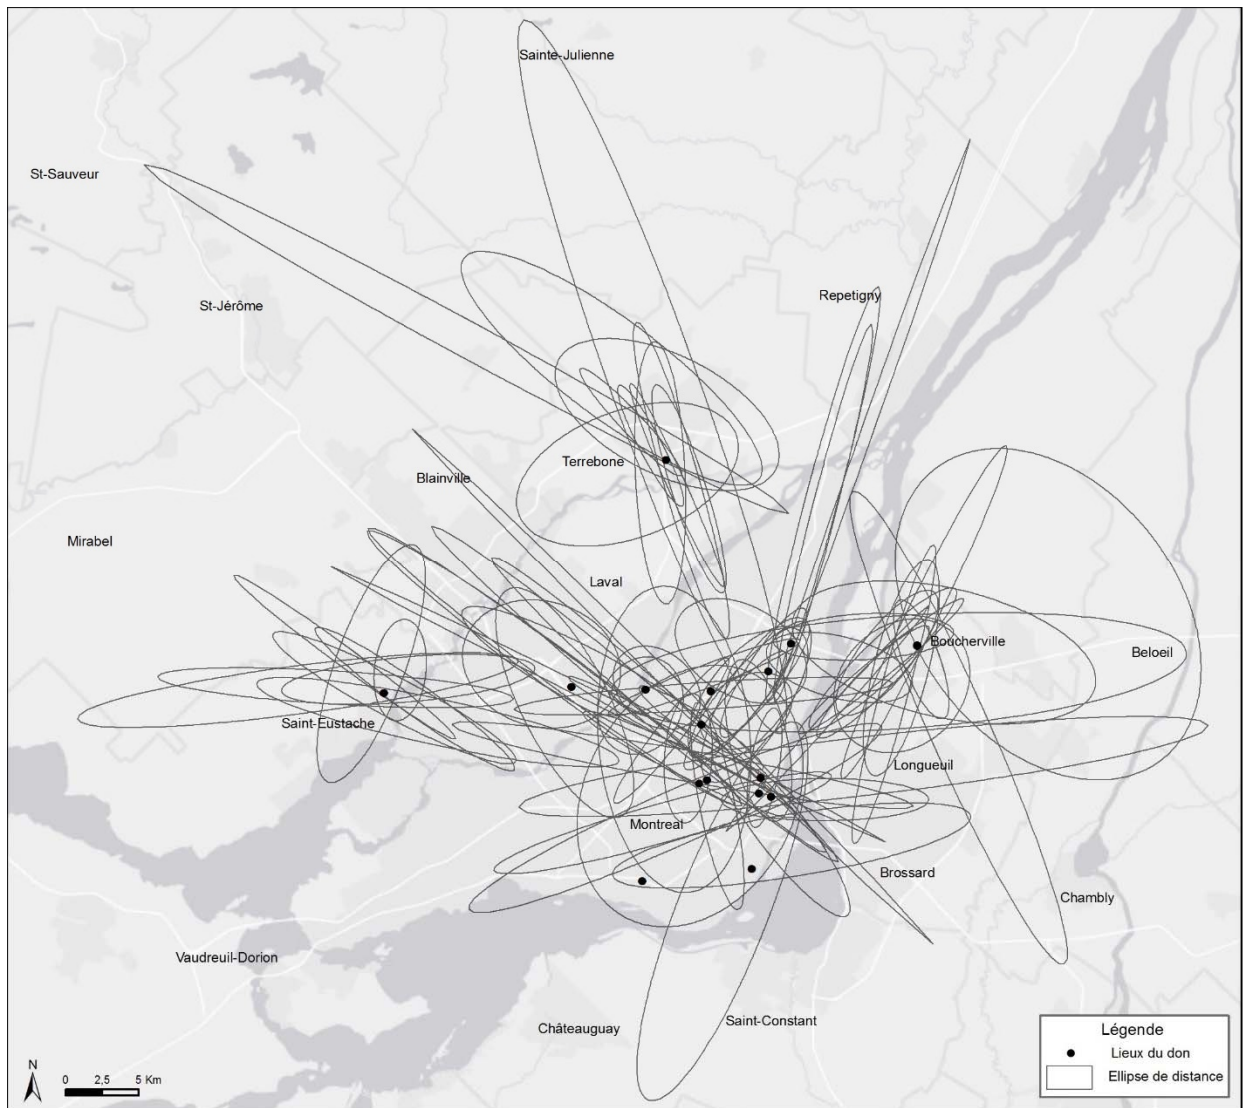 Sainte-Julienne
St-Sauveur
St-Jérôme
Repetigny
Terrebone
Blainville
Mirabel
Laval
Boucherville
Beloeil
Saint-Eustache
Longueuil
Montreal
Brossard
Chambly
Vaudreuil-Dorion
Saint-Constant
Châteauguay
Légende
Lieux du don
Ellipse de distance
N
0 2,5 5 Km